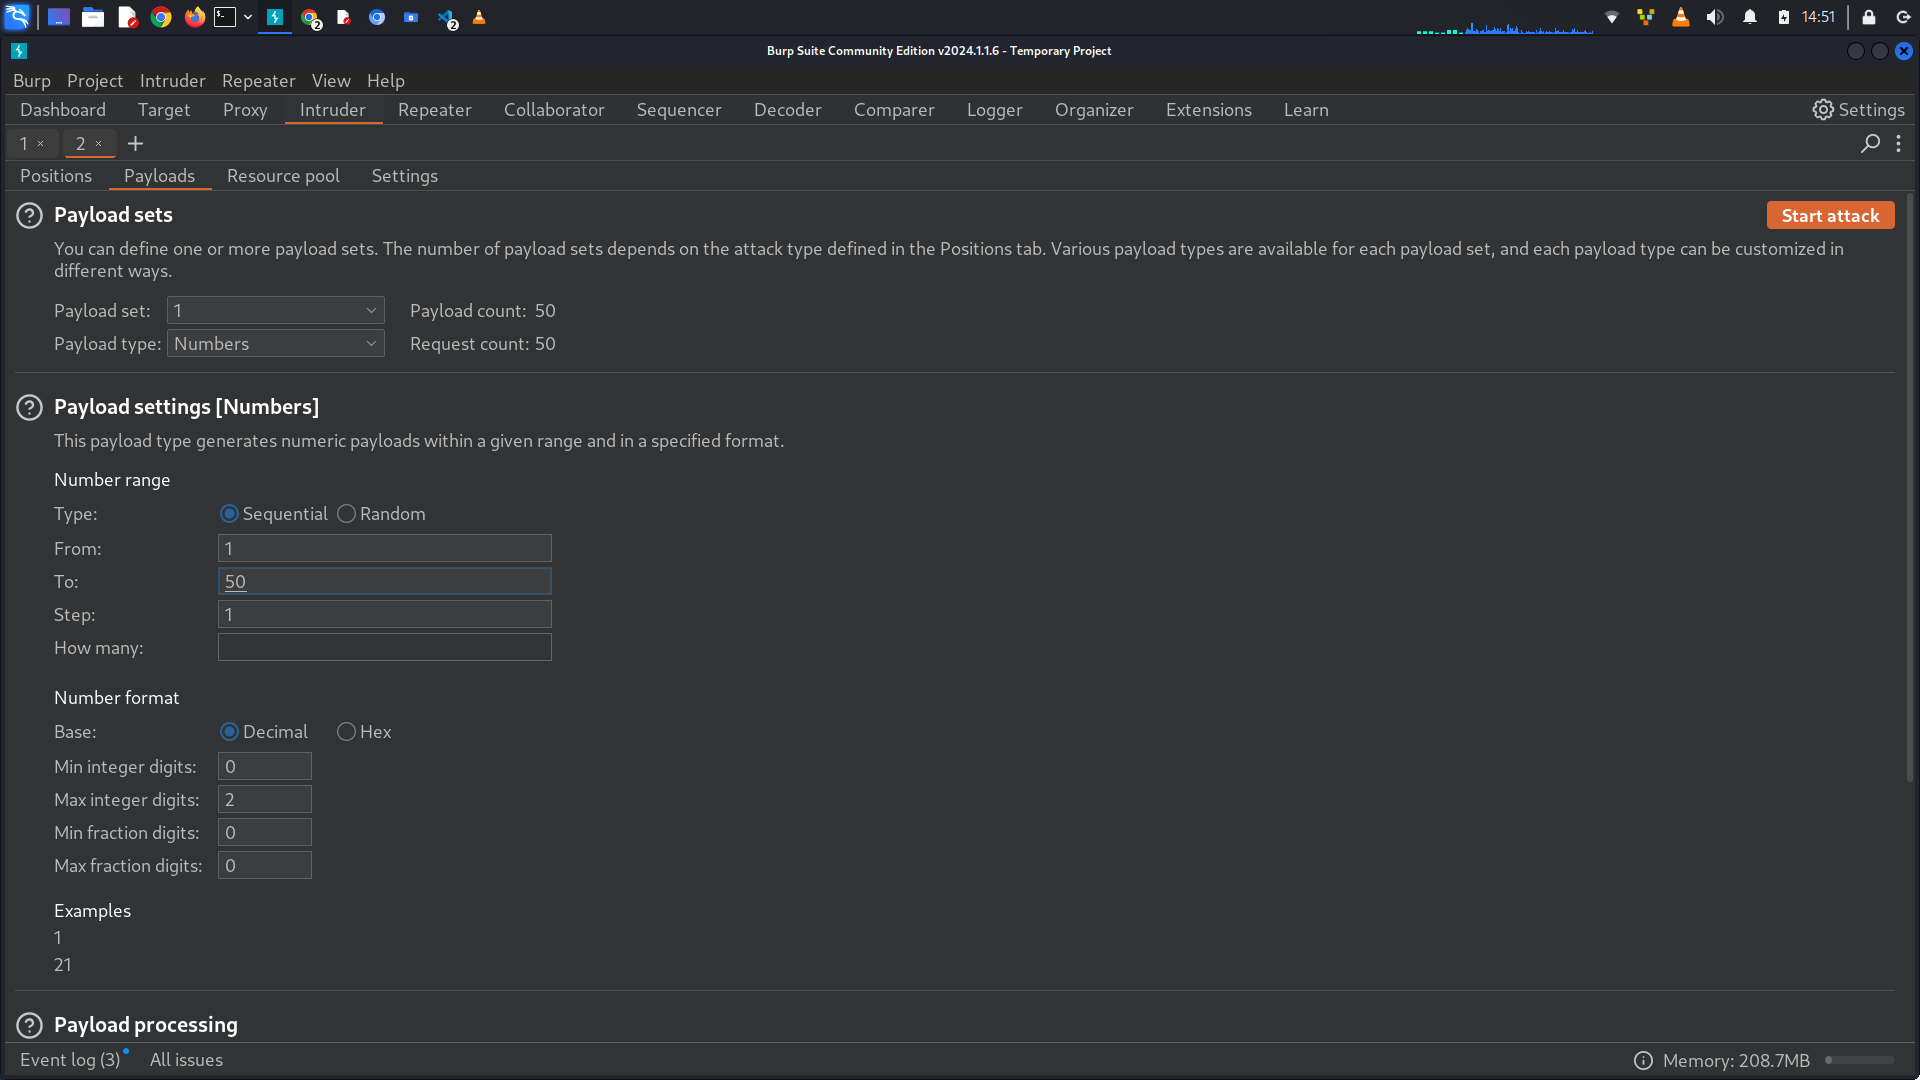 2
2
14:51
Burp Suite Community Edition v2024.1.1.6 - Temporary Project
Burp Project Intruder Repeater View Help
Dashboard Target Proxy Intruder Repeater Collaborator Sequencer Decoder Comparer Logger Organizer Extensions Learn Settings
1 × 2 × +
Positions Payloads Resource pool Settings
? Payload sets Start attack
You can define one or more payload sets. The number of payload sets depends on the attack type defined in the Positions tab. Various payload types are available for each payload set, and each payload type can be customized in
different ways.
Payload set: 1 Payload count: 50
Payload type: Numbers Request count: 50
? Payload settings [Numbers]
This payload type generates numeric payloads within a given range and in a specified format.
Number range
Type: Sequential Random
From: 1
To: 50
Step: 1
How many:
Number format
Base: Decimal Hex
Min integer digits: 0
Max integer digits: 2
Min fraction digits: 0
Max fraction digits: 0
Examples
1
21
? Payload processing
Event log (3) All issues Memory: 208.7MB